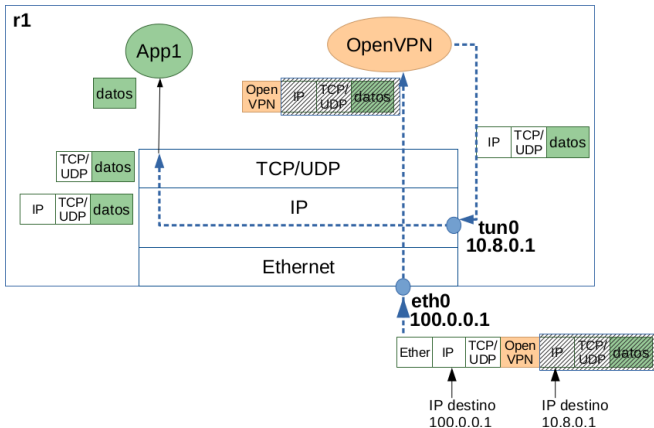 r1
App1
OpenVPN
datos
Open
VPN
IP
TCP/
UDP
datos
IP
TCP/
UDP
datos
TCP/
UDP
datos
TCP/UDP
IP
TCP/
UDP
datos
IP
tun0
10.8.0.1
Ethernet
eth0
100.0.0.1
Ether
IP
TCP/
UDP
Open
VPN
IP
TCP/
UDP
datos
IP destino
100.0.0.1
IP destino
10.8.0.1